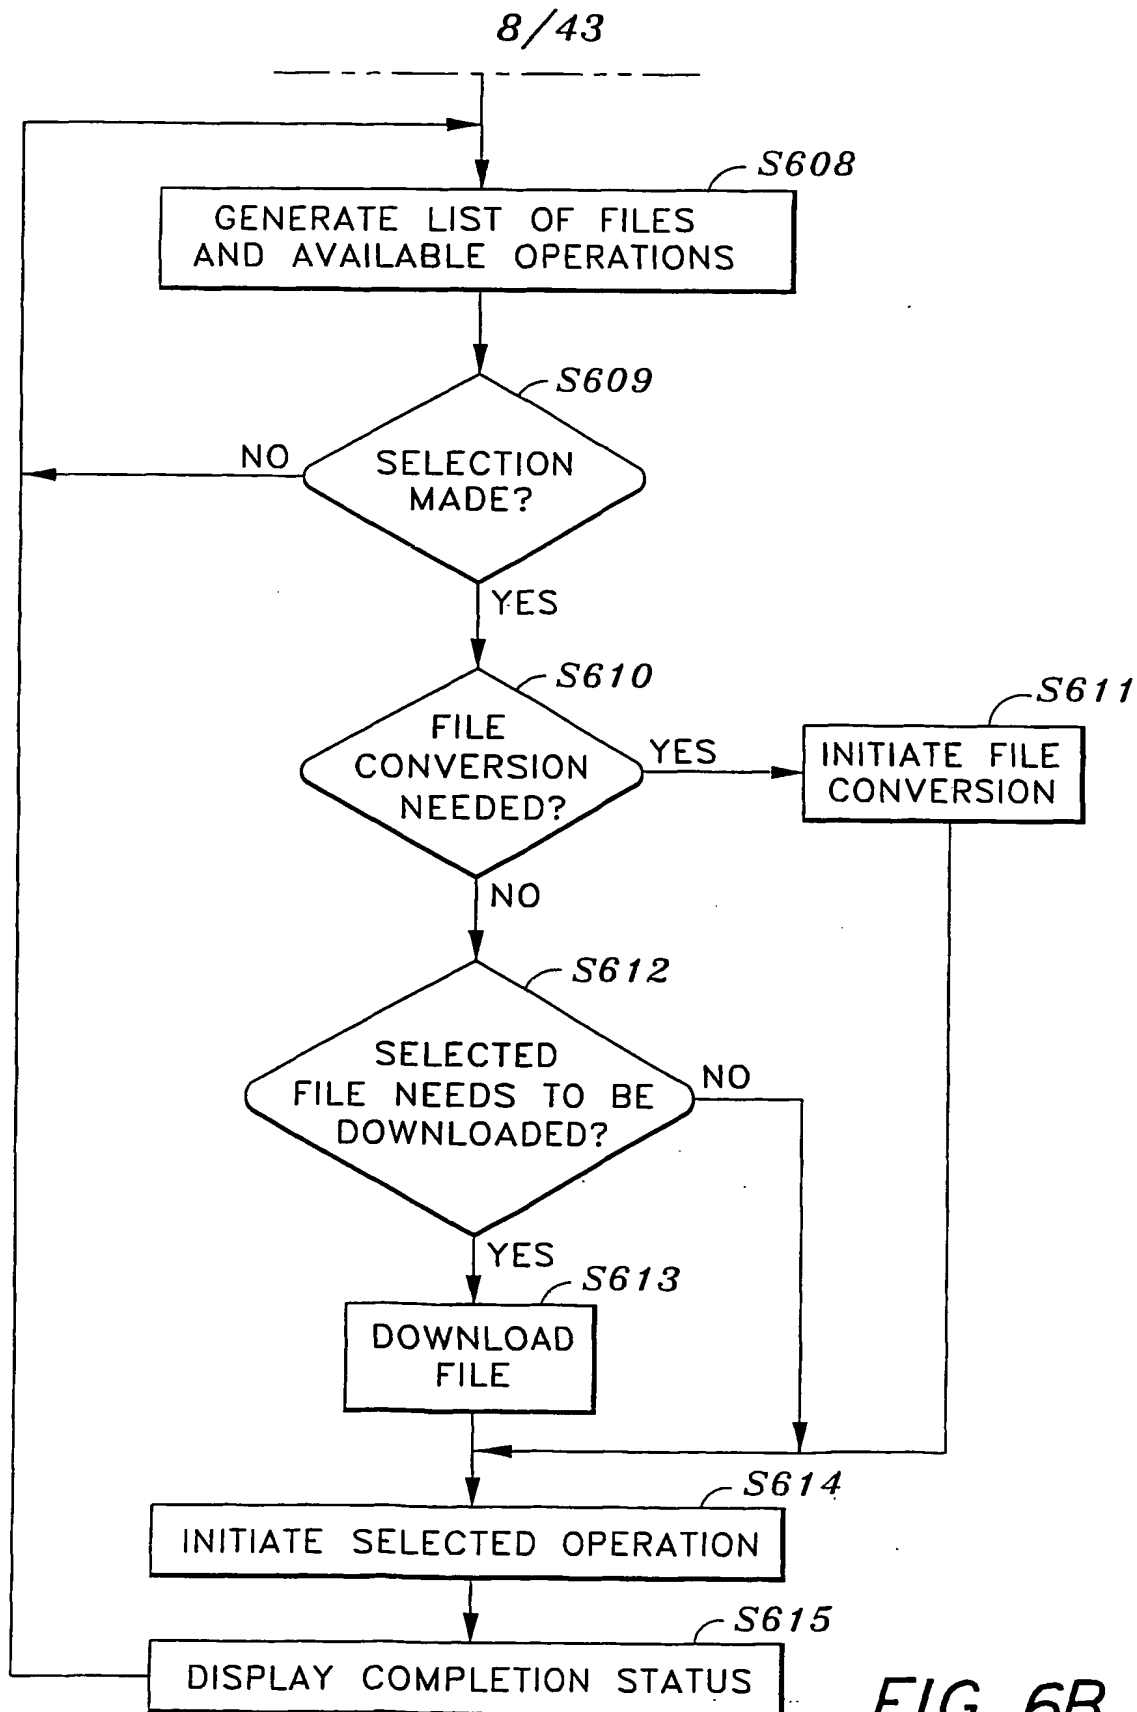 8/43
S608
GENERATE LIST OF FILES
AND AVAILABLE OPERATIONS
S609
NO
SELECTION
MADE?
YES
S610
FILE
CONVERSION
NEEDED?
YES
S611
INITIATE FILE
CONVERSION
NO
S612
SELECTED
FILE NEEDS TO BE
DOWNLOADED?
NO
YES
S613
DOWNLOAD
FILE
S614
INITIATE SELECTED OPERATION
S615
DISPLAY COMPLETION STATUS
FIG. 6B